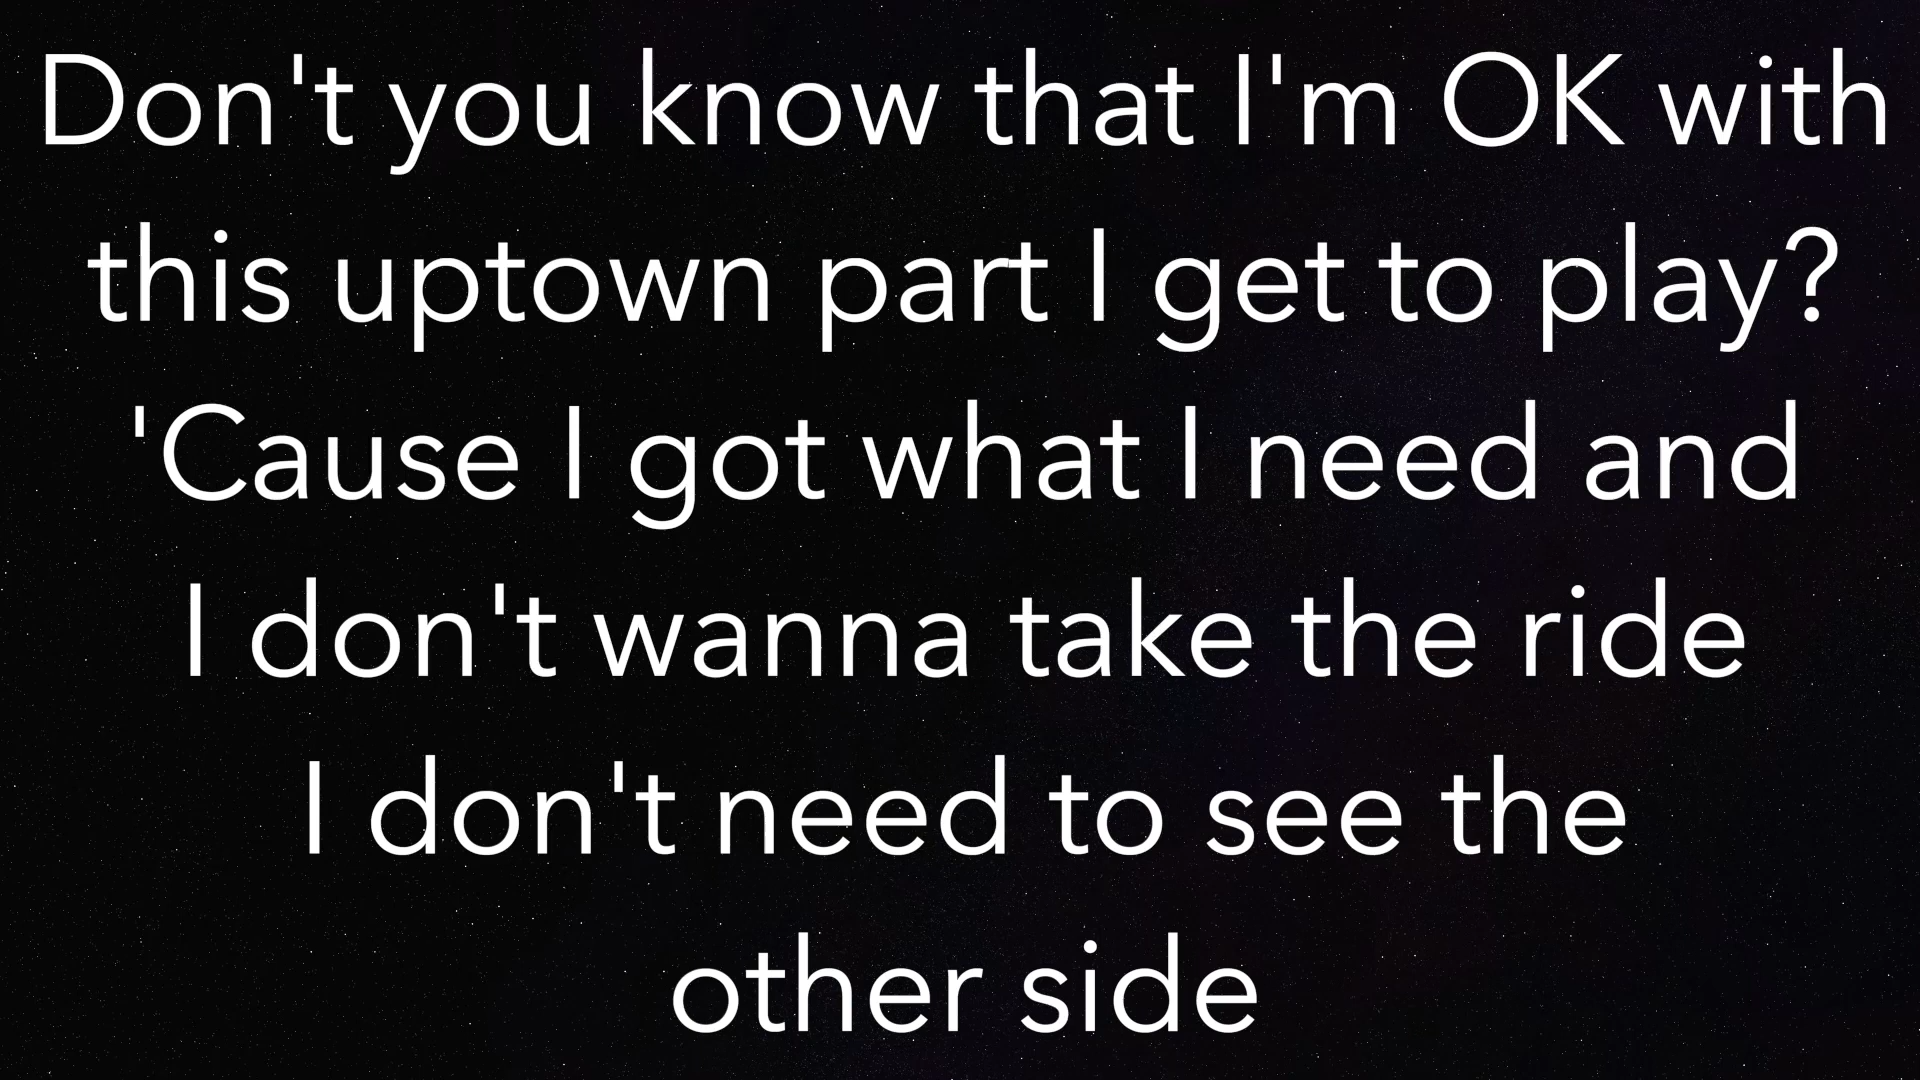 Don't you know that I'm OK with
this uptown part I get to play?
'Cause I got what I need and
I don't wanna take the ride
I don't need to see the
other side